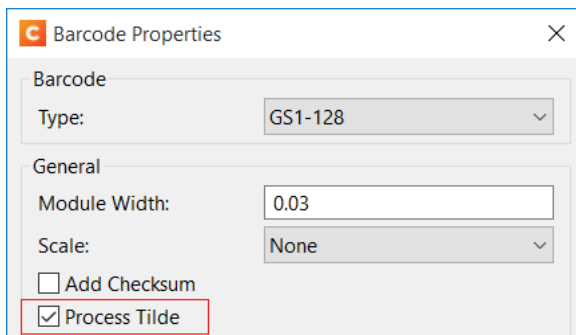 Barcode Properties
Barcode
Type: GS1-128
General
Module Width: 0.03
Scale: None
Add Checksum
Process Tilde